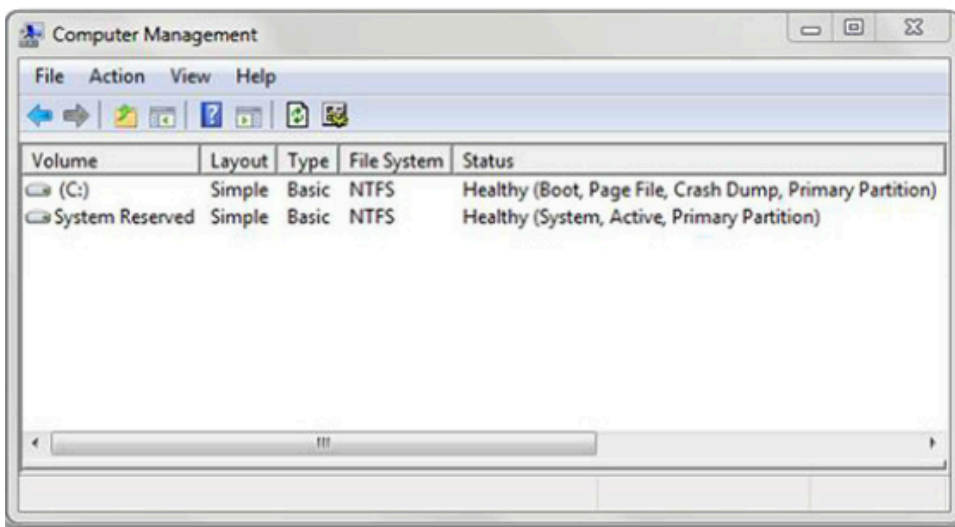 Computer Management
File Action View Help
Volume Layout Type File System Status
(C:) Simple Basic NTFS Healthy (Boot, Page File, Crash Dump, Primary Partition)
System Reserved Simple Basic NTFS Healthy (System, Active, Primary Partition)